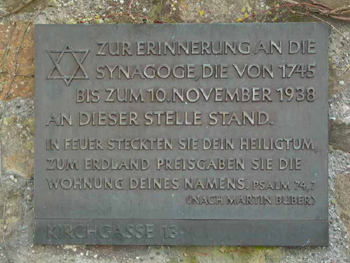 ZUR ERINNERUNG AN DIE
SYNAGOGE DIE VON 1745
BIS ZUM 10. NOVEMBER 1938
AN DIESER STELLE STAND.
IN FEUER STECKTEN SIE DEIN HEILIGTUM,
ZUM ERDLAND PREISGABEN SIE DIE
WOHNUNG DEINES NAMENS. PSALM 74,7
(NACH MARTIN BUBER)
KIRCHGASSE 13